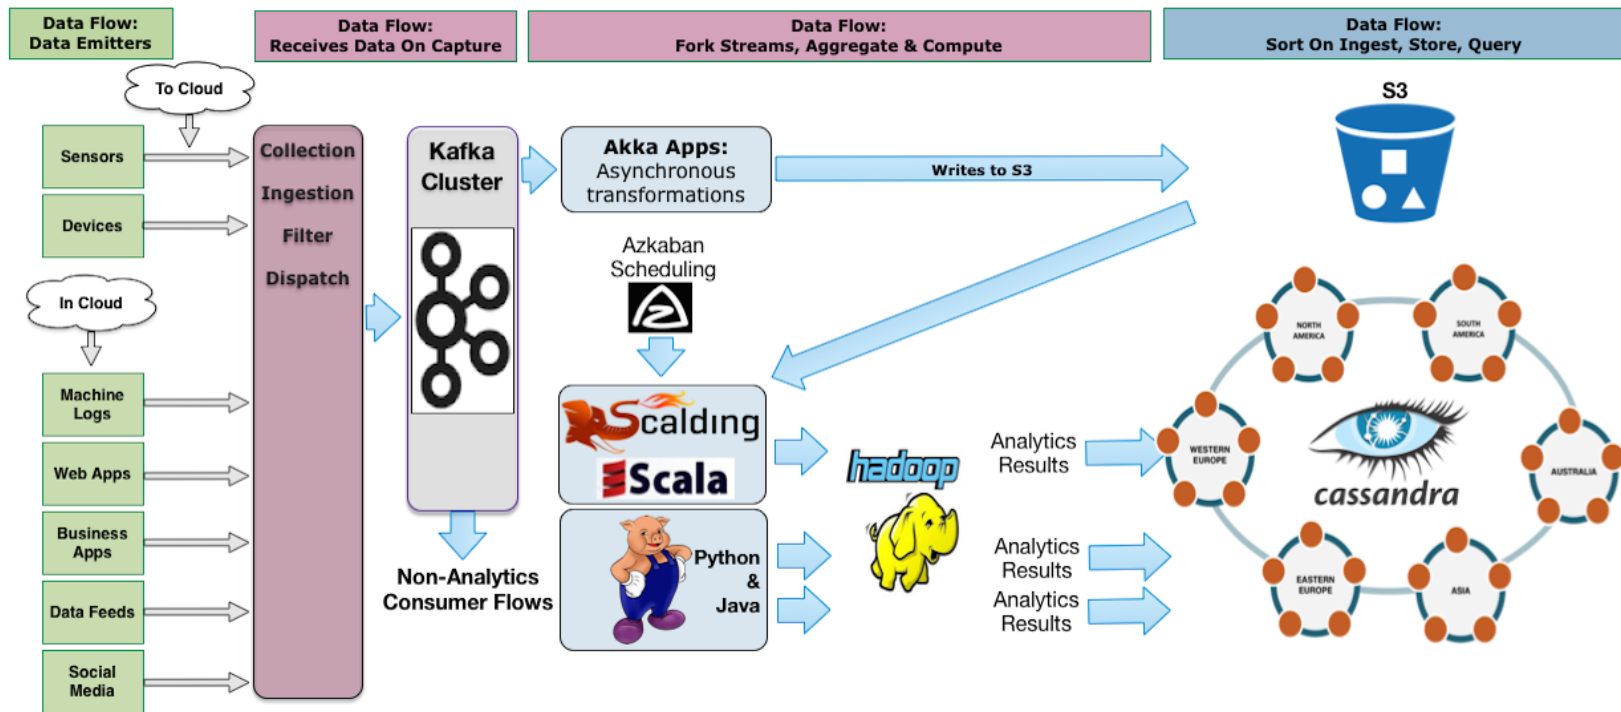 Data Flow:
Data Emitters
Data Flow:
Receives Data On Capture
Data Flow:
Fork Streams, Aggregate & Compute
Data Flow:
Sort On Ingest, Store, Query
To Cloud
Sensors
Devices
In Cloud
Machine
Logs
Web Apps
Business
Apps
Data Feeds
Social
Media
Collection
Ingestion
Filter
Dispatch
Kafka
Cluster
Non-Analytics
Consumer Flows
Akka Apps:
Asynchronous
transformations
Writes to S3
Azkaban
Scheduling
Scalding
Scala
Python
&
Java
hadoop
Analytics
Results
Analytics
Results
Analytics
Results
S3
NORTH
AMERICA
SOUTH
AMERICA
WESTERN
EUROPE
AUSTRALIA
cassandra
EASTERN
EUROPE
ASIA